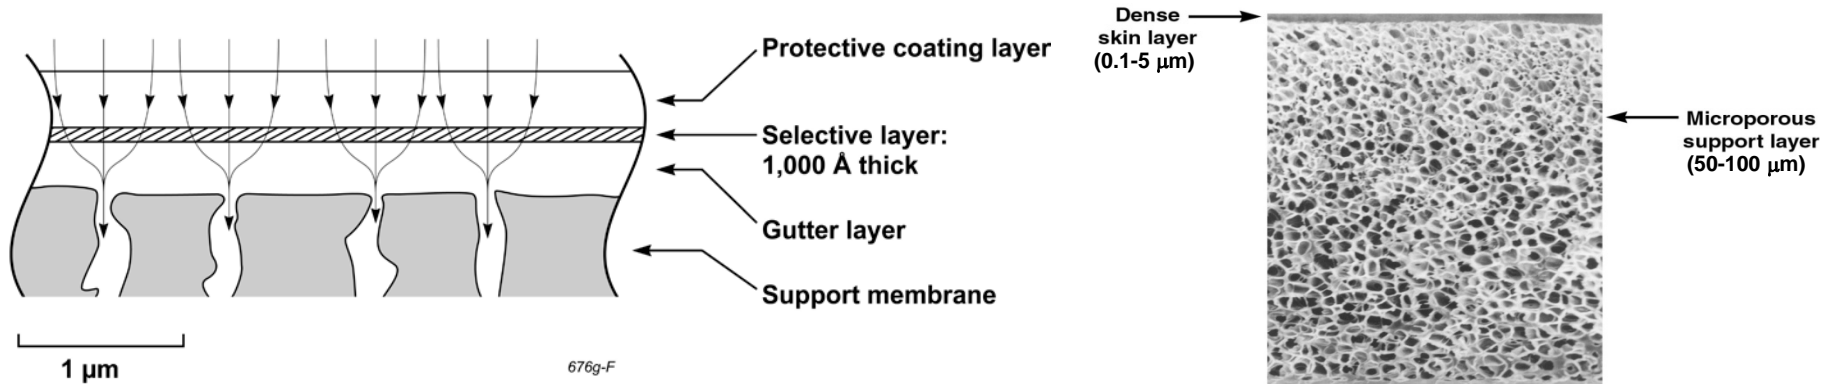 Protective coating layer
Selective layer:
1,000 Å thick
Gutter layer
Support membrane
1 µm
676g-F
Dense
skin layer
(0.1-5 µm)
Microporous
support layer
(50-100 µm)